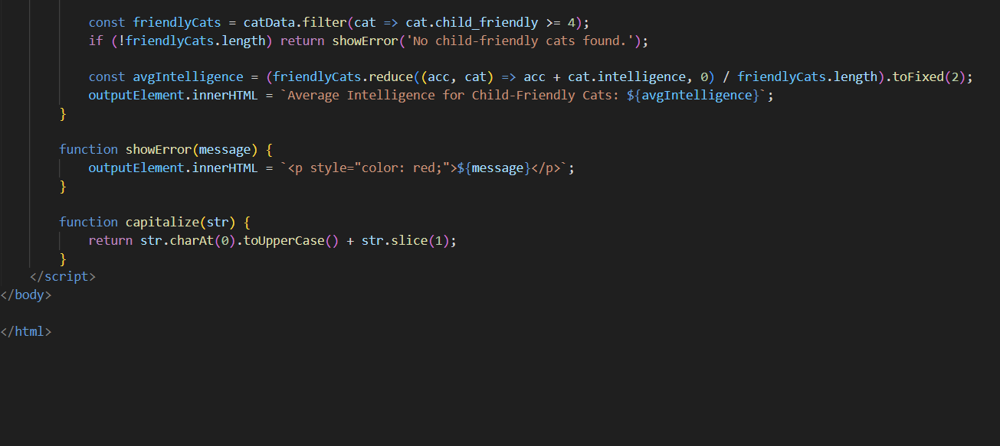 const friendlyCats = catData.filter(cat => cat.child_friendly >= 4);
if (!friendlyCats.length) return showError('No child-friendly cats found.');
const avgIntelligence = (friendlyCats.reduce((acc, cat) => acc + cat.intelligence, 0) / friendlyCats.length).toFixed(2);
outputElement.innerHTML = `Average Intelligence for Child-Friendly Cats: ${avgIntelligence}`;
}
function showError(message) {
outputElement.innerHTML = `<p style="color: red;">${message}</p>`;
}
function capitalize(str) {
return str.charAt(0).toUpperCase() + str.slice(1);
}
</script>
</body>
</html>